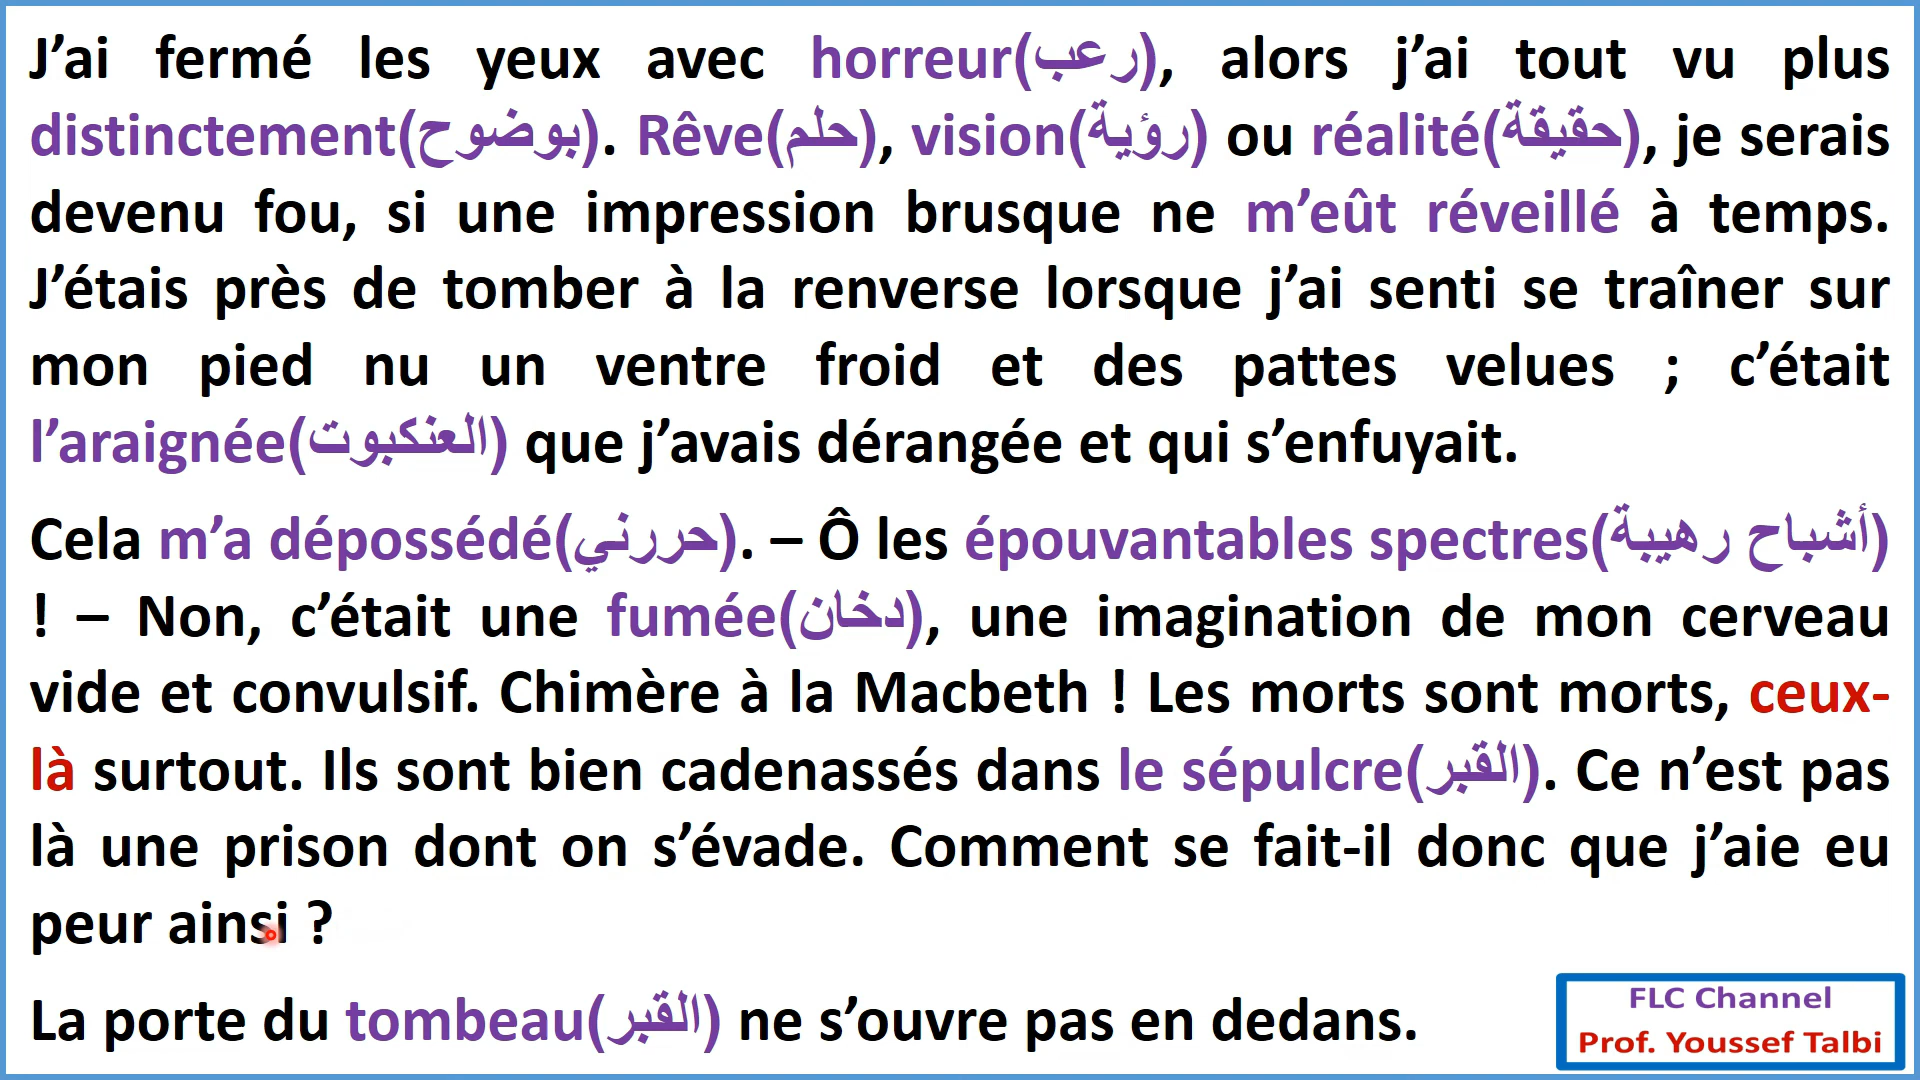 J’ai fermé les yeux avec horreur(رعب), alors j’ai tout vu plus
distinctement(بوضوح). Rêve(حلم), vision(رؤية) ou réalité(حقيقة), je serais
devenu fou, si une impression brusque ne m’eût réveillé à temps.
J’étais près de tomber à la renverse lorsque j’ai senti se traîner sur
mon pied nu un ventre froid et des pattes velues ; c’était
l’araignée(العنكبوت) que j’avais dérangée et qui s’enfuyait.
Cela m’a dépossédé(حررني). – Ô les épouvantables spectres(أشباح رهيبة)
! – Non, c’était une fumée(دخان), une imagination de mon cerveau
vide et convulsif. Chimère à la Macbeth ! Les morts sont morts, ceux-
là surtout. Ils sont bien cadenassés dans le sépulcre(القبر). Ce n’est pas
là une prison dont on s’évade. Comment se fait-il donc que j’aie eu
peur ainsi ?
La porte du tombeau(القبر) ne s’ouvre pas en dedans.
FLC Channel
Prof. Youssef Talbi